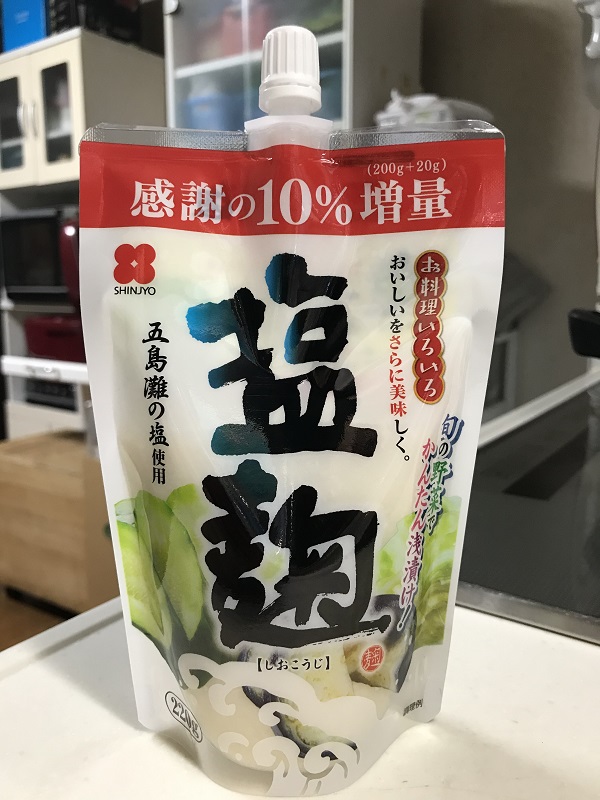 (200g+20g)
感謝の10%増量
SHINJYO
お料理いろいろ
おいしいをさらに美味しく。
塩麹
五島灘の塩使用
旬の野菜で
かんたん浅漬け!
【しおこうじ】
麹
220g
調理例